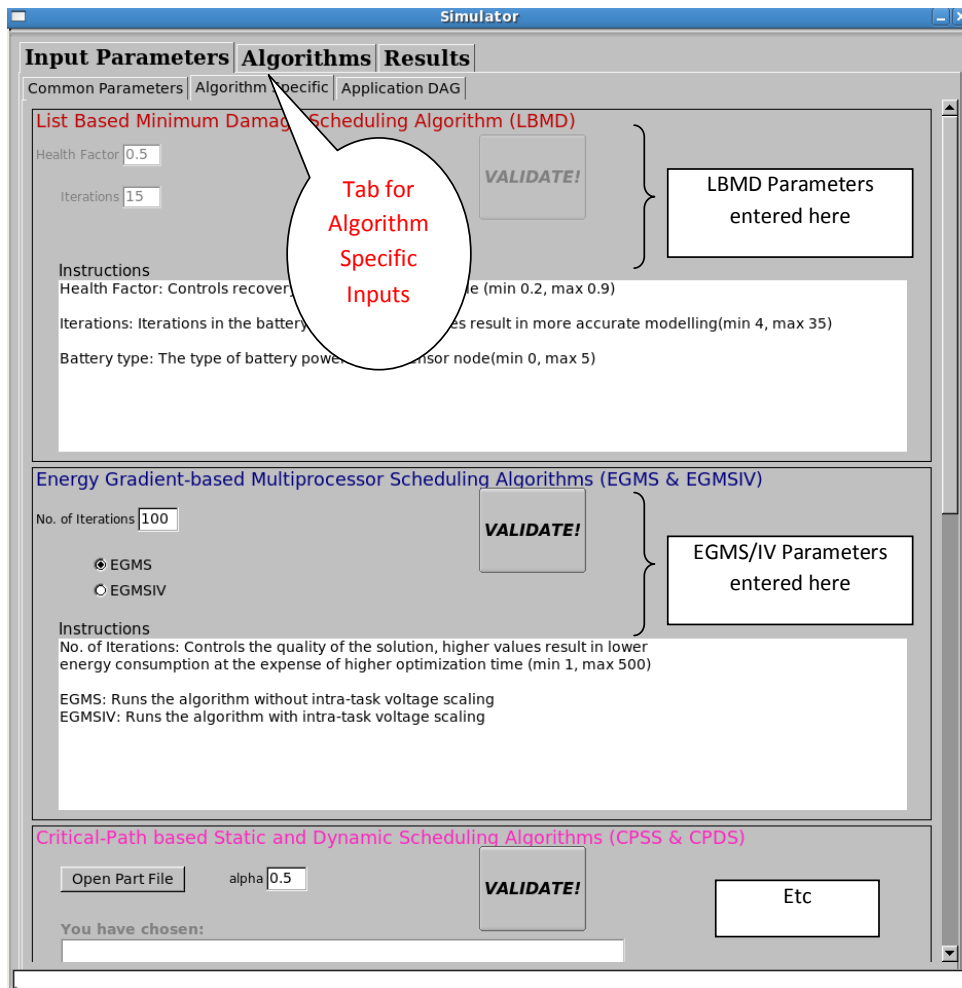 Simulator
Input Parameters Algorithms Results
Common Parameters Algorithm Specific Application DAG
List Based Minimum Damage Scheduling Algorithm (LBMD)
Health Factor 0.5
Iterations 15
VALIDATE!
Tab for
Algorithm
Specific
Inputs
LBMD Parameters
entered here
Instructions
Health Factor: Controls recovery e (min 0.2, max 0.9)
Iterations: Iterations in the battery es result in more accurate modelling(min 4, max 35)
Battery type: The type of battery power nsor node(min 0, max 5)
Energy Gradient-based Multiprocessor Scheduling Algorithms (EGMS & EGMSIV)
No. of Iterations 100
VALIDATE!
EGMS
EGMSIV
EGMS/IV Parameters
entered here
Instructions
No. of Iterations: Controls the quality of the solution, higher values result in lower
energy consumption at the expense of higher optimization time (min 1, max 500)
EGMS: Runs the algorithm without intra-task voltage scaling
EGMSIV: Runs the algorithm with intra-task voltage scaling
Critical-Path based Static and Dynamic Scheduling Algorithms (CPSS & CPDS)
Open Part File alpha 0.5
VALIDATE!
Etc
You have chosen: